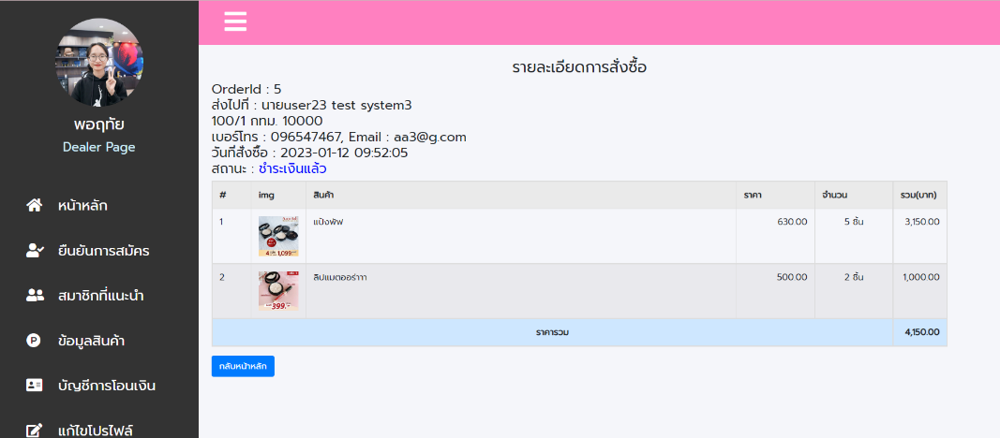 พอฤทัย
Dealer Page
หน้าหลัก
ยืนยันการสมัคร
สมาชิกที่แนะนำ
ข้อมูลสินค้า
บัญชีการโอนเงิน
แก้ไขโปรไฟล์
รายละเอียดการสั่งซื้อ
OrderId : 5
ส่งไปที่ : นายuser23 test system3
100/1 กทม. 10000
เบอร์โทร : 096547467, Email : aa3@g.com
วันที่สั่งซื้อ : 2023-01-12 09:52:05
สถานะ : ชำระเงินแล้ว
# img สินค้า ราคา จำนวน รวม(บาท)
1 แป้งพัฟ 630.00 5 ชิ้น 3,150.00
4 1,099
2 ลิปแมตออร่าา 500.00 2 ชิ้น 1,000.00
399.-
ราคารวม 4,150.00
กลับหน้าหลัก